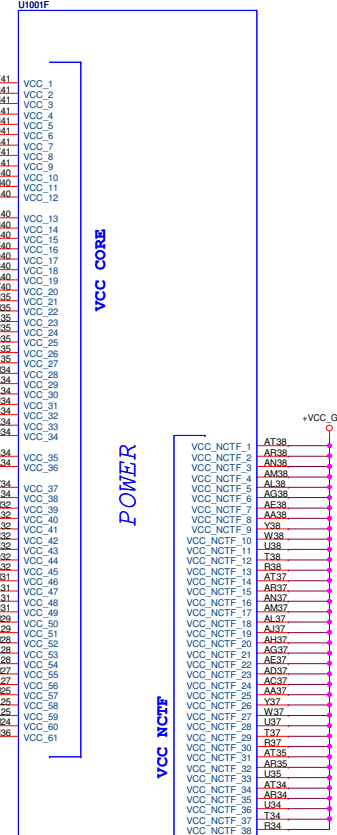 U1001F
VCC_1
VCC_2
VCC_3
VCC_4
VCC_5
VCC_6
VCC_7
VCC_8
VCC_9
VCC_10
VCC_11
VCC_12
VCC_13
VCC_14
VCC_15
VCC_16
VCC_17
VCC_18
VCC_19
VCC_20
VCC_21
VCC_22
VCC_23
VCC_24
VCC_25
VCC_26
VCC_27
VCC_28
VCC_29
VCC_30
VCC_31
VCC_32
VCC_33
VCC_34
VCC_35
VCC_36
VCC_37
VCC_38
VCC_39
VCC_40
VCC_41
VCC_42
VCC_43
VCC_44
VCC_45
VCC_46
VCC_47
VCC_48
VCC_49
VCC_50
VCC_51
VCC_52
VCC_53
VCC_54
VCC_55
VCC_56
VCC_57
VCC_58
VCC_59
VCC_60
VCC_61
VCC CORE
POWER
VCC NCTF
+VCC_G
VCC_NCTF_1 AT38
VCC_NCTF_2 AR38
VCC_NCTF_3 AN38
VCC_NCTF_4 AM38
VCC_NCTF_5 AL38
VCC_NCTF_6 AG38
VCC_NCTF_7 AE38
VCC_NCTF_8 AA38
VCC_NCTF_9 Y38
VCC_NCTF_10 W38
VCC_NCTF_11 U38
VCC_NCTF_12 T38
VCC_NCTF_13 R38
VCC_NCTF_14 AT37
VCC_NCTF_15 AR37
VCC_NCTF_16 AN37
VCC_NCTF_17 AM37
VCC_NCTF_18 AL37
VCC_NCTF_19 AJ37
VCC_NCTF_20 AH37
VCC_NCTF_21 AG37
VCC_NCTF_22 AE37
VCC_NCTF_23 AD37
VCC_NCTF_24 AC37
VCC_NCTF_25 AA37
VCC_NCTF_26 Y37
VCC_NCTF_27 W37
VCC_NCTF_28 U37
VCC_NCTF_29 T37
VCC_NCTF_30 R37
VCC_NCTF_31 AT35
VCC_NCTF_32 AR35
VCC_NCTF_33 U35
VCC_NCTF_34 AT34
VCC_NCTF_35 AR34
VCC_NCTF_36 U34
VCC_NCTF_37 T34
VCC_NCTF_38 R34